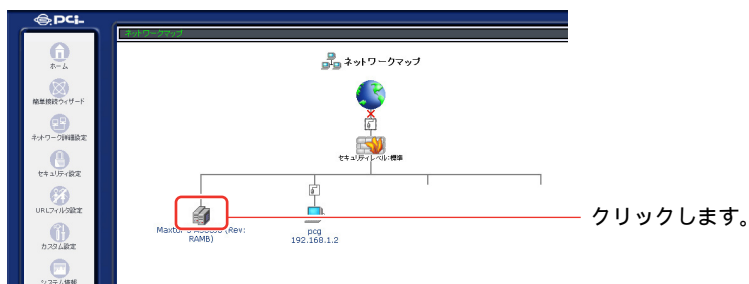 PCi
ネットワークマップ
ホーム
簡単接続ウィザード
ネットワーク詳細設定
セキュリティ設定
URLフィルタ設定
カスタム設定
システム情報
ネットワークマップ
セキュリティレベル:標準
(Rev:
RAMB)
pcg
192.168.1.2
クリックします。